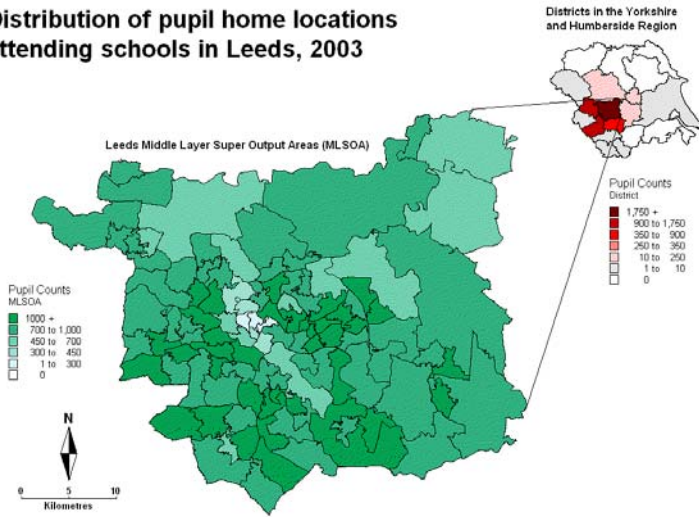 Distribution of pupil home locations
attending schools in Leeds, 2003
Districts in the Yorkshire
and Humberside Region
Leeds Middle Layer Super Output Areas (MLSOA)
Pupil Counts
District
1,750 +
900 to 1,750
350 to 900
250 to 350
10 to 250
1 to 10
0
Pupil Counts
MLSOA
1000 +
700 to 1,000
450 to 700
300 to 450
1 to 300
0
N
0 5 10
Kilometres